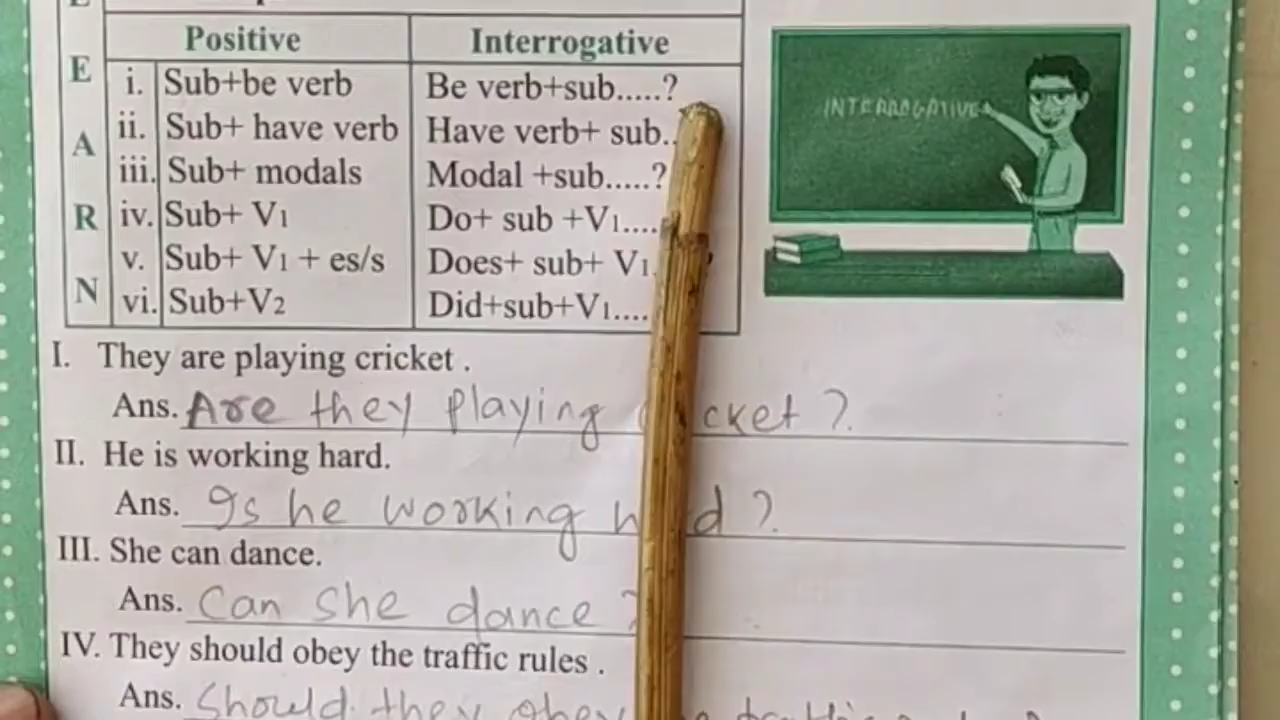 Positive Interrogative
E i. Sub+be verb Be verb+sub.....?
A ii. Sub+ have verb Have verb+ sub..
iii. Sub+ modals Modal +sub.....?
R iv. Sub+ V1 Do+ sub +V1....
v. Sub+ V1 + es/s Does+ sub+ V1
N vi. Sub+V2 Did+sub+V1....
INTERROGATIVE
I. They are playing cricket .
Ans. Are they playing cket ?
II. He is working hard.
Ans. Is he working h d ?
III. She can dance.
Ans. Can she dance ?
IV. They should obey the traffic rules .
Ans. Should they obey